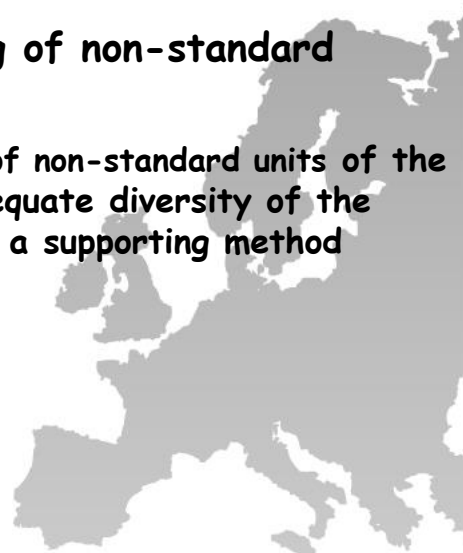 of non-standard
of non-standard units of the
equate diversity of the
a supporting method